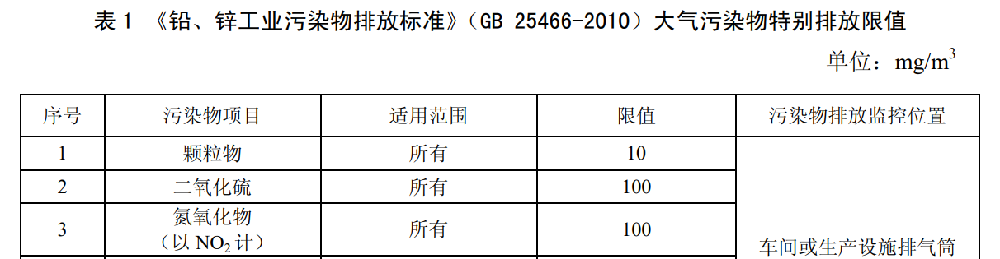 表1 《铅、锌工业污染物排放标准》（GB 25466-2010）大气污染物特别排放限值
单位：mg/m³
序号 污染物项目 适用范围 限值 污染物排放监控位置
1 颗粒物 所有 10
2 二氧化硫 所有 100
3 氮氧化物（以 NO₂计） 所有 100
车间或生产设施排气筒